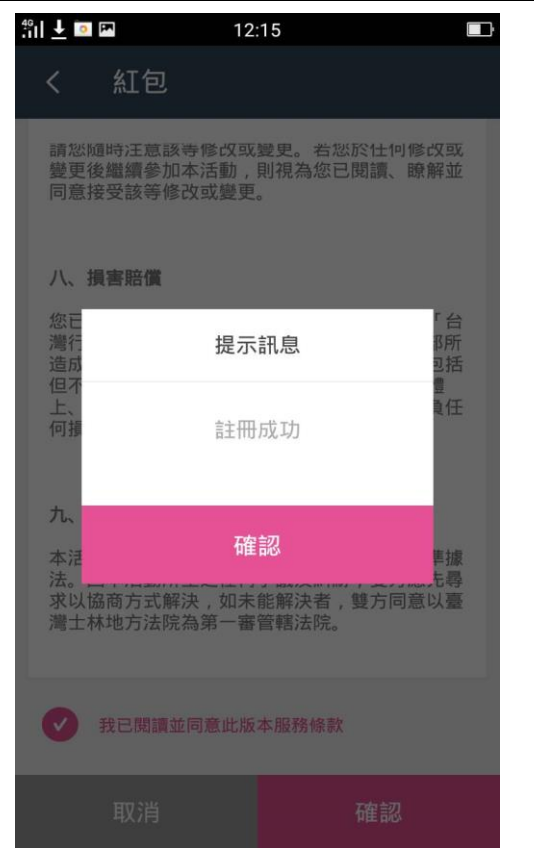 4G 12:15
紅包
請您隨時注意該等修改或變更。若您於任何修改或
變更後繼續參加本活動，則視為您已閱讀、瞭解並
同意接受該等修改或變更。
八、損害賠償
您已 「台
灣行 部所
造成 包括
但不
上、 負任
何損
提示訊息
註冊成功
確認
九、
本活 準據
法。
求以協商方式解決，如未能解決者，雙方同意以臺
灣士林地方法院為第一審管轄法院。
我已閱讀並同意此版本服務條款
取消 確認